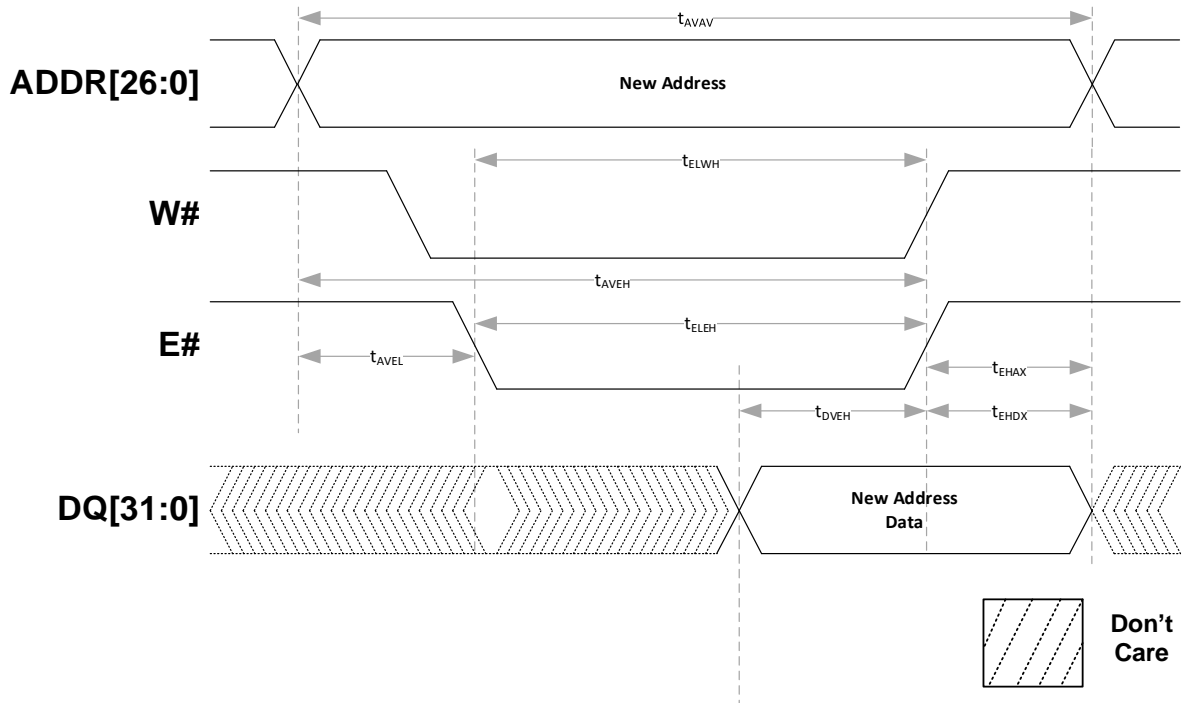 tAVAV
ADDR[26:0]
New Address
tELWH
W#
tAVEH
tELEH
E#
tAVEL
tEHAX
tDVEH
tEHDX
DQ[31:0]
New Address
Data
Don't
Care